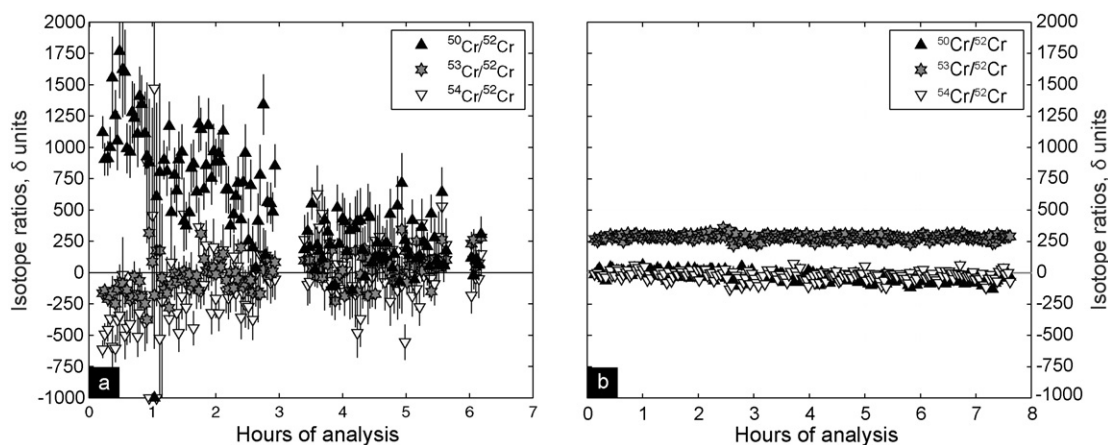 2000
1750
1500
1250
1000
750
500
250
0
-250
-500
-750
-1000
Isotope ratios, δ units
⁵⁰Cr/⁵²Cr
⁵³Cr/⁵²Cr
⁵⁴Cr/⁵²Cr
a
0 1 2 3 4 5 6 7
Hours of analysis
⁵⁰Cr/⁵²Cr
⁵³Cr/⁵²Cr
⁵⁴Cr/⁵²Cr
b
0 1 2 3 4 5 6 7 8
Hours of analysis
2000
1750
1500
1250
1000
750
500
250
0
-250
-500
-750
-1000
Isotope ratios, δ units